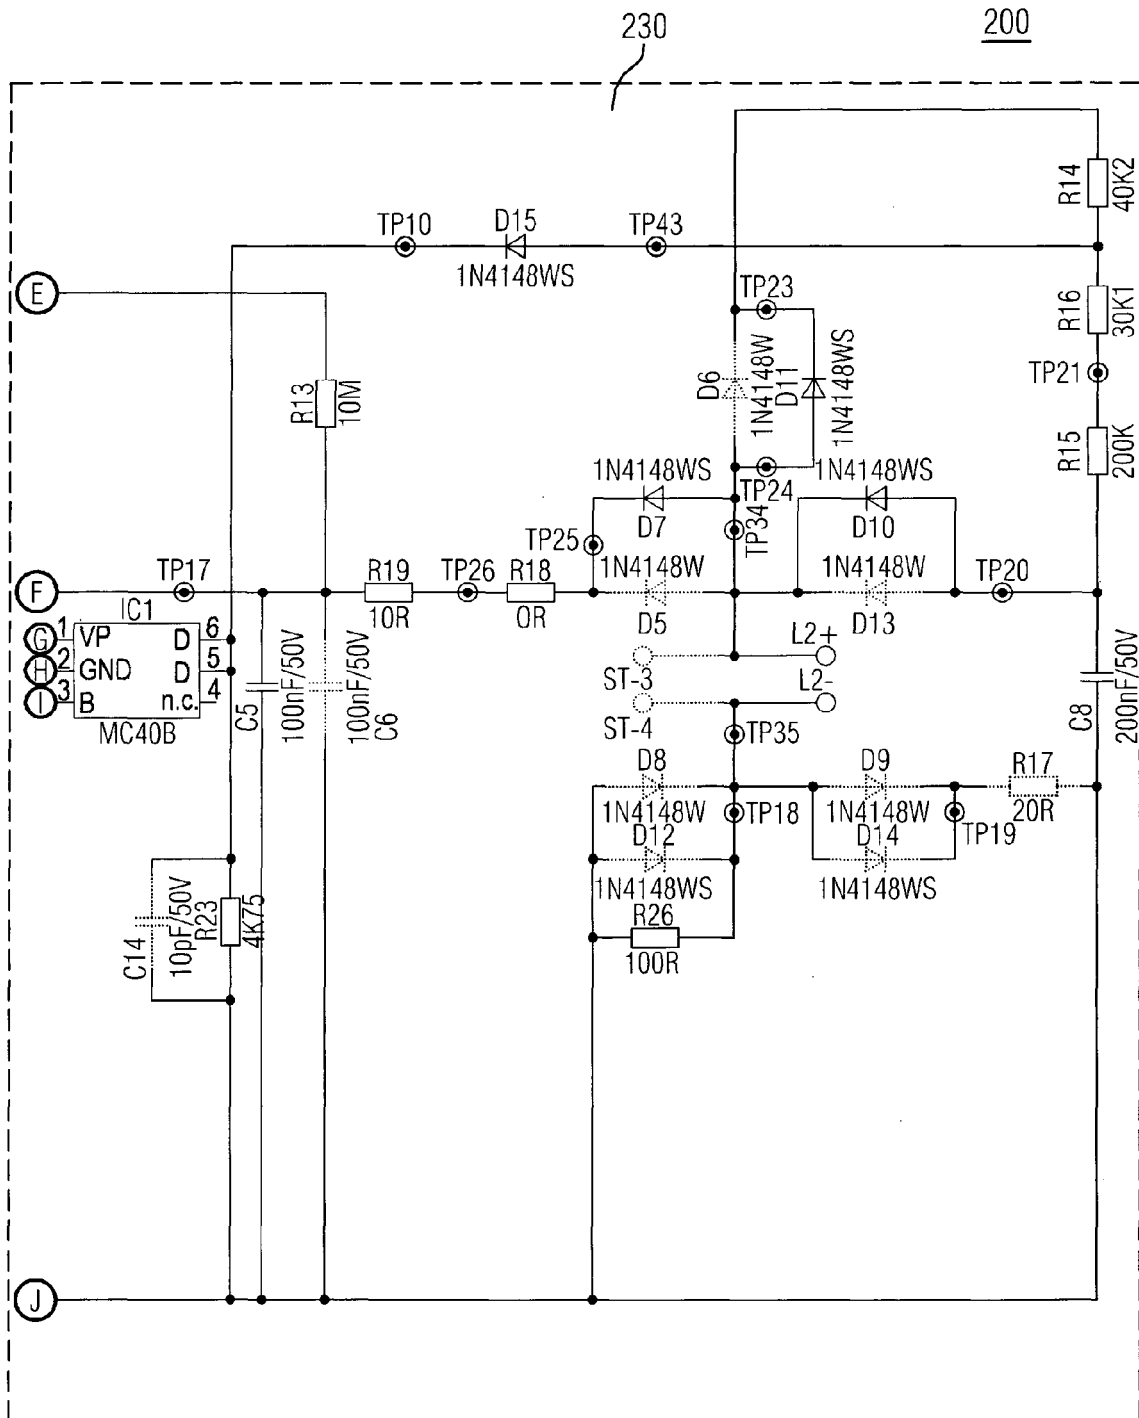 230
200
R14
40K2
TP10
D15
TP43
1N4148WS
E
TP23
R16
30K1
R13
10M
D6
1N4148W
D11
1N4148WS
TP21
R15
200K
1N4148WS
TP24
1N4148WS
D7
TP34
D10
TP25
F
TP17
R19
TP26
R18
1N4148W
1N4148W
TP20
IC1
10R
0R
D5
D13
G
1
VP
D
6
H
2
GND
D
5
I
3
B
n.c.
4
MC40B
C5
100nF/50V
100nF/50V
C6
ST-3
L2+
ST-4
L2-
C8
200nF/50V
TP35
D8
D9
R17
1N4148W
TP18
1N4148W
20R
D12
D14
TP19
1N4148WS
1N4148WS
C14
10pF/50V
R23
4K75
R26
100R
J